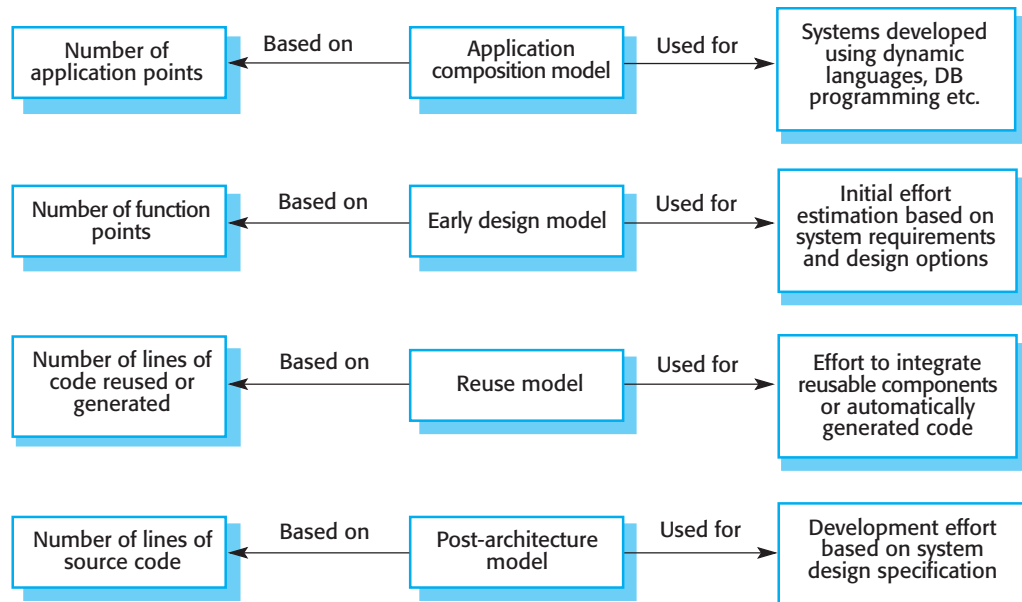 Number of
application points
Based on
Application
composition model
Used for
Systems developed
using dynamic
languages, DB
programming etc.
Number of function
points
Based on
Early design model
Used for
Initial effort
estimation based on
system requirements
and design options
Number of lines of
code reused or
generated
Based on
Reuse model
Used for
Effort to integrate
reusable components
or automatically
generated code
Number of lines of
source code
Based on
Post-architecture
model
Used for
Development effort
based on system
design specification